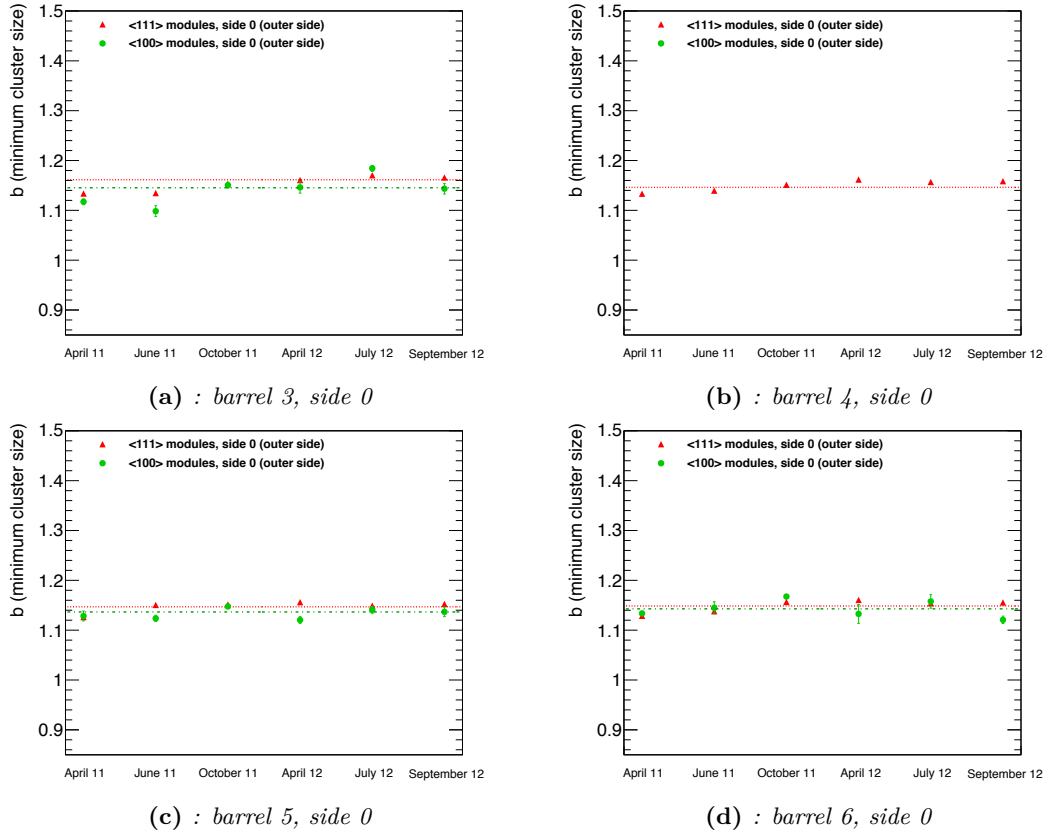 b (minimum cluster size)
1.5
1.4
1.3
1.2
1.1
1
0.9
<111> modules, side 0 (outer side)
<100> modules, side 0 (outer side)
April 11 June 11 October 11 April 12 July 12 September 12
(a) : barrel 3, side 0
b (minimum cluster size)
1.5
1.4
1.3
1.2
1.1
1
0.9
<111> modules, side 0 (outer side)
<100> modules, side 0 (outer side)
April 11 June 11 October 11 April 12 July 12 September 12
(b) : barrel 4, side 0
b (minimum cluster size)
1.5
1.4
1.3
1.2
1.1
1
0.9
<111> modules, side 0 (outer side)
<100> modules, side 0 (outer side)
April 11 June 11 October 11 April 12 July 12 September 12
(c) : barrel 5, side 0
b (minimum cluster size)
1.5
1.4
1.3
1.2
1.1
1
0.9
<111> modules, side 0 (outer side)
<100> modules, side 0 (outer side)
April 11 June 11 October 11 April 12 July 12 September 12
(d) : barrel 6, side 0